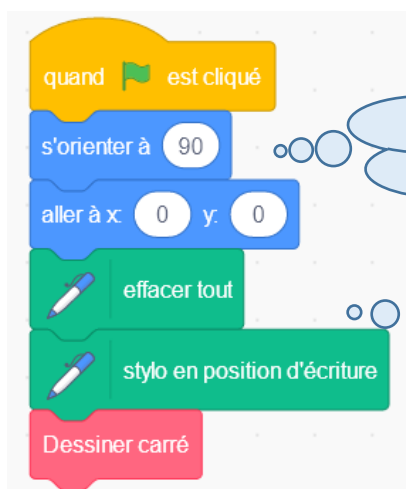 quand est cliqué
s'orienter à 90
aller à x: 0 y: 0
effacer tout
stylo en position d'écriture
Dessiner carré